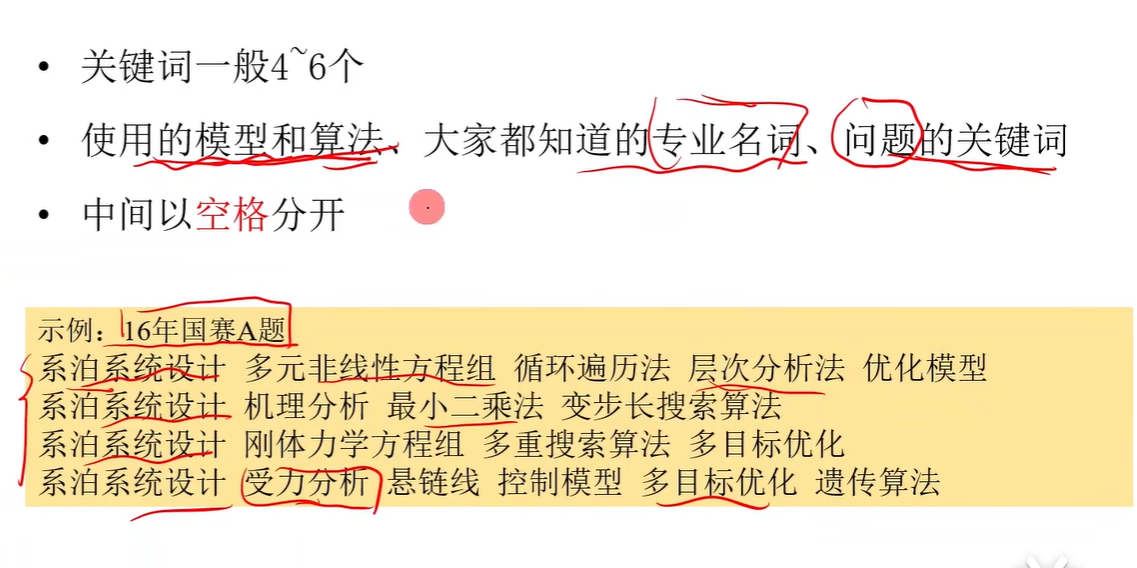 • 关键词一般4~6个
• 使用的模型和算法、大家都知道的专业名词、问题的关键词
• 中间以空格分开
示例：16年国赛A题
系泊系统设计 多元非线性方程组 循环遍历法 层次分析法 优化模型
系泊系统设计 机理分析 最小二乘法 变步长搜索算法
系泊系统设计 刚体力学方程组 多重搜索算法 多目标优化
系泊系统设计 受力分析 悬链线 控制模型 多目标优化 遗传算法